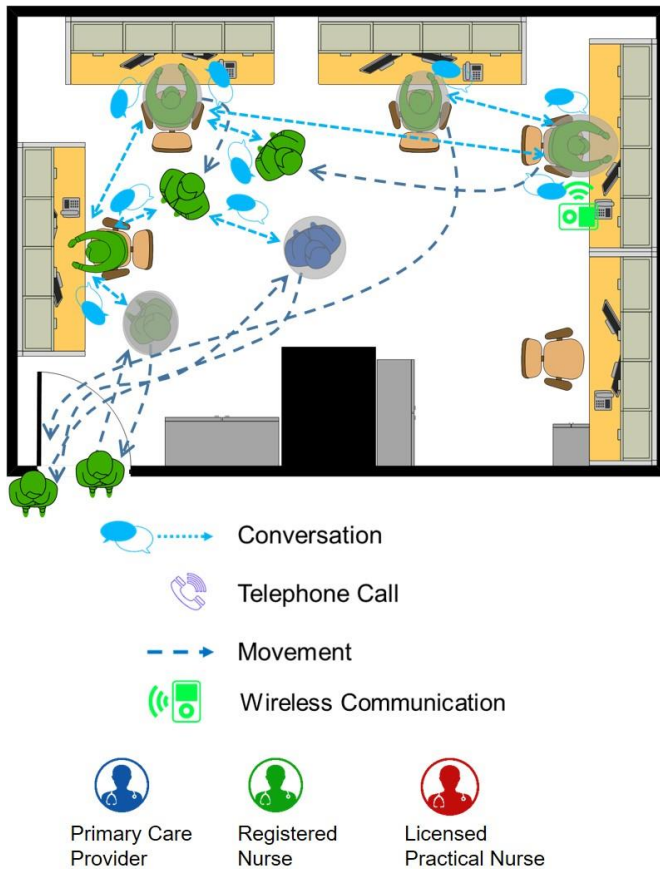 Conversation
Telephone Call
Movement
Wireless Communication
Primary Care
Provider
Registered
Nurse
Licensed
Practical Nurse